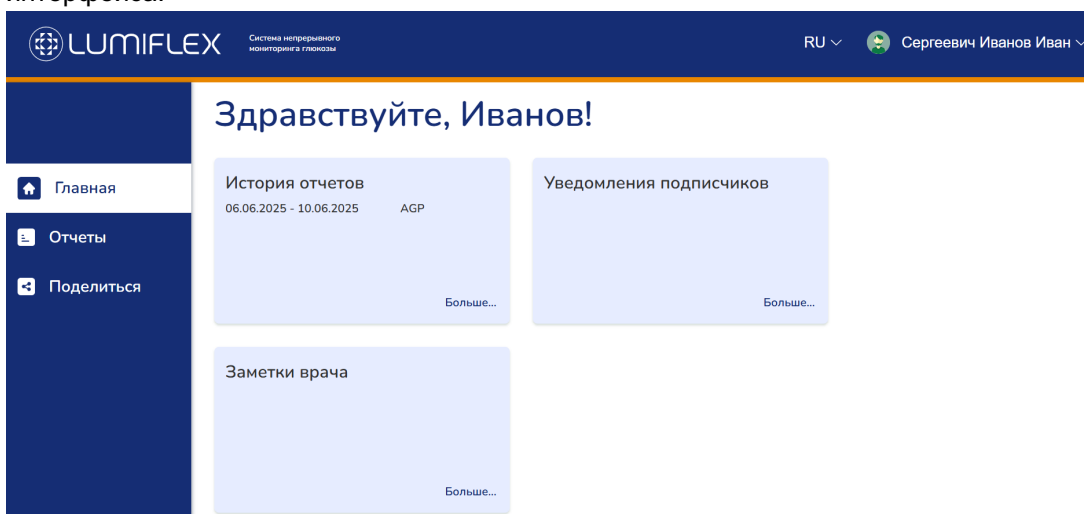 интерфейса.
LUMIFLEX
Система непрерывного
мониторинга глюкозы
RU
Сергеевич Иванов Иван
Здравствуйте, Иванов!
Главная
Отчеты
Поделиться
История отчетов
06.06.2025 - 10.06.2025 AGP
Больше...
Уведомления подписчиков
Больше...
Заметки врача
Больше...